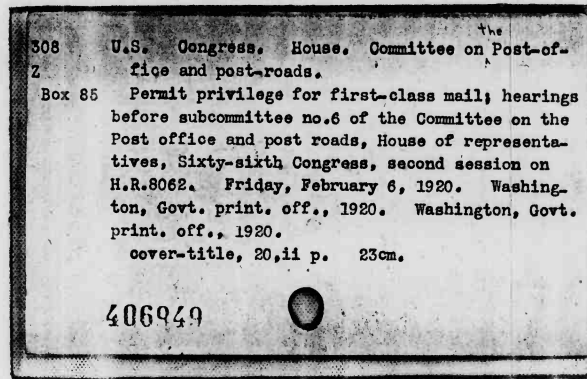 308 U.S. Congress. House. Committee on the Post-of-
Z fice and post-roads.
Box 85 Permit privilege for first-class mail; hearings
before subcommittee no.6 of the Committee on the
Post office and post roads, House of representa-
tives, Sixty-sixth Congress, second session on
H.R.8062. Friday, February 6, 1920. Washing-
ton, Govt. print. off., 1920. Washington, Govt.
print. off., 1920.
cover-title, 20,ii p. 23cm.
406949